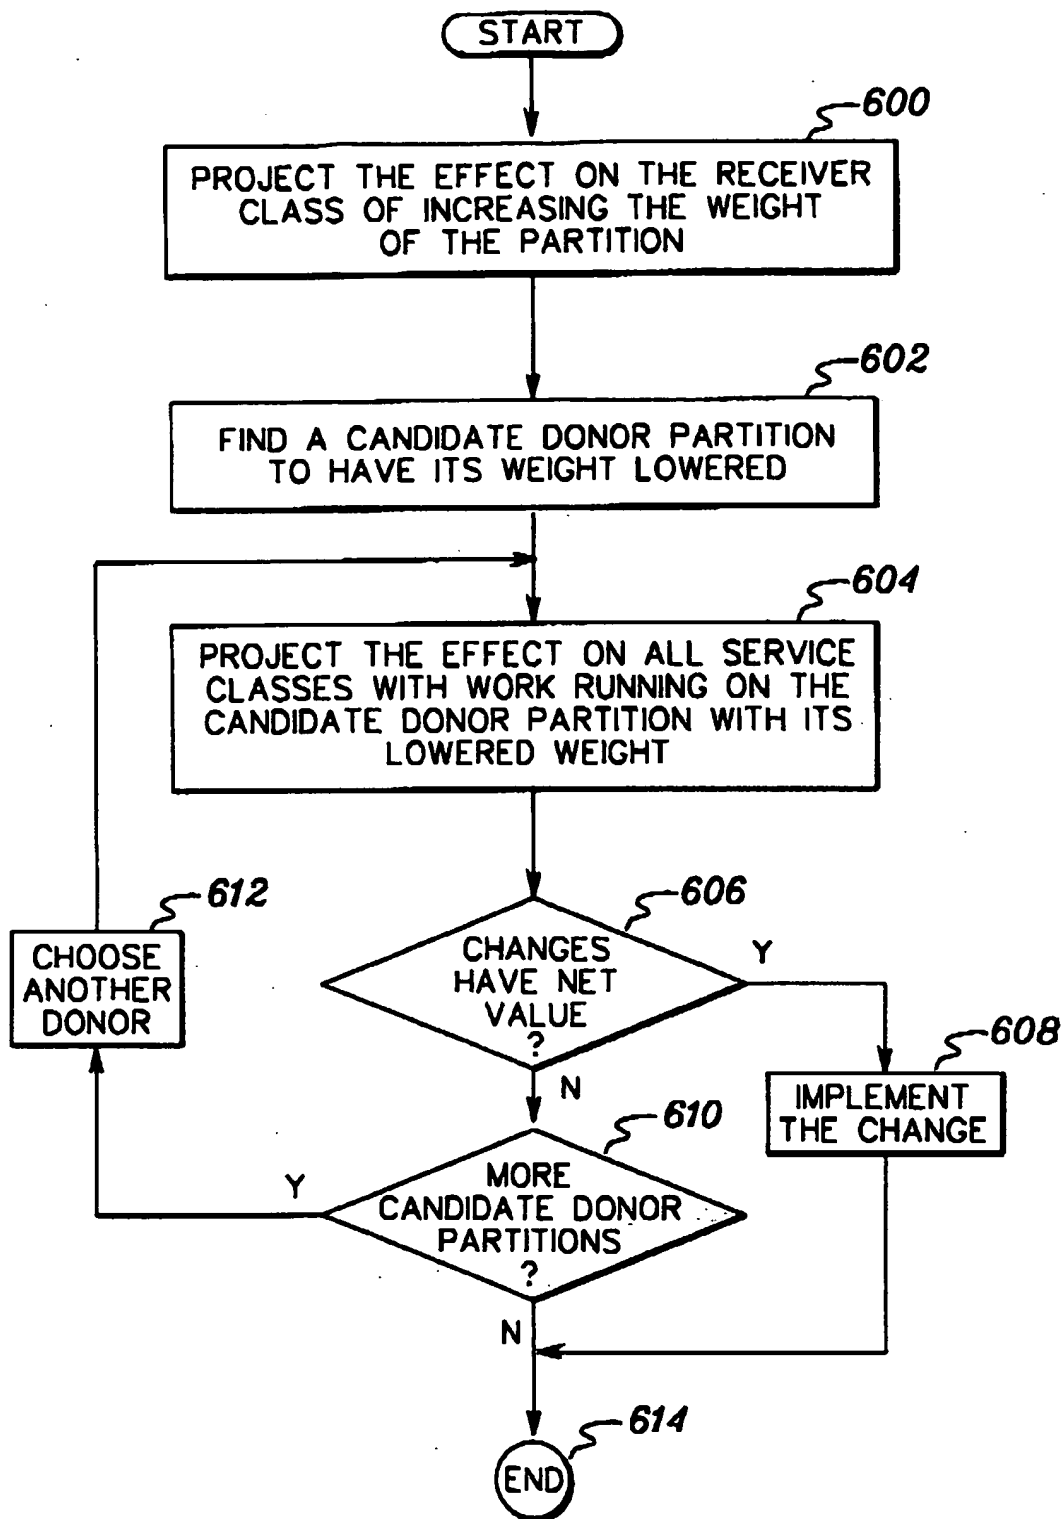 START
600
PROJECT THE EFFECT ON THE RECEIVER
CLASS OF INCREASING THE WEIGHT
OF THE PARTITION
602
FIND A CANDIDATE DONOR PARTITION
TO HAVE ITS WEIGHT LOWERED
604
PROJECT THE EFFECT ON ALL SERVICE
CLASSES WITH WORK RUNNING ON THE
CANDIDATE DONOR PARTITION WITH ITS
LOWERED WEIGHT
606
CHANGES
HAVE NET
VALUE
?
Y
N
612
CHOOSE
ANOTHER
DONOR
608
IMPLEMENT
THE CHANGE
610
MORE
CANDIDATE DONOR
PARTITIONS
?
Y
N
614
END